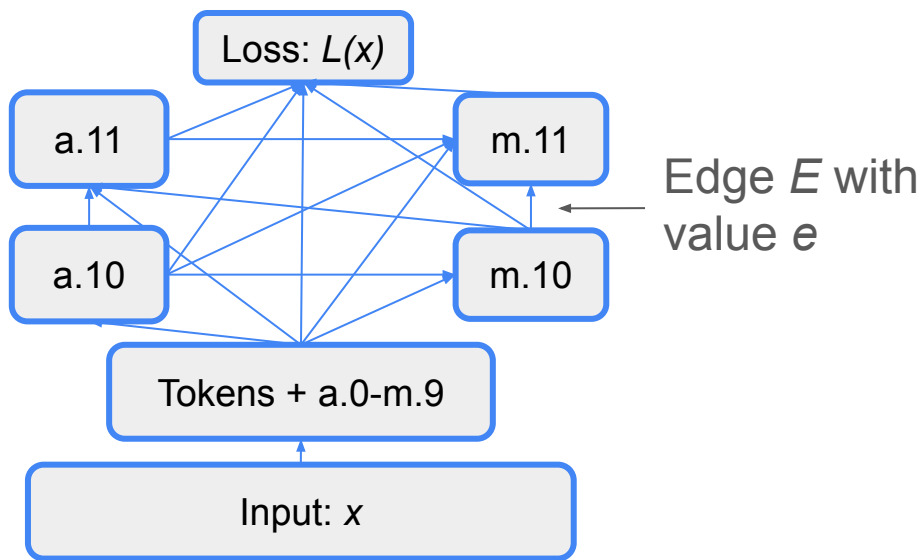 Loss: L(x)
a.11
m.11
Edge E with
value e
a.10
m.10
Tokens + a.0-m.9
Input: x